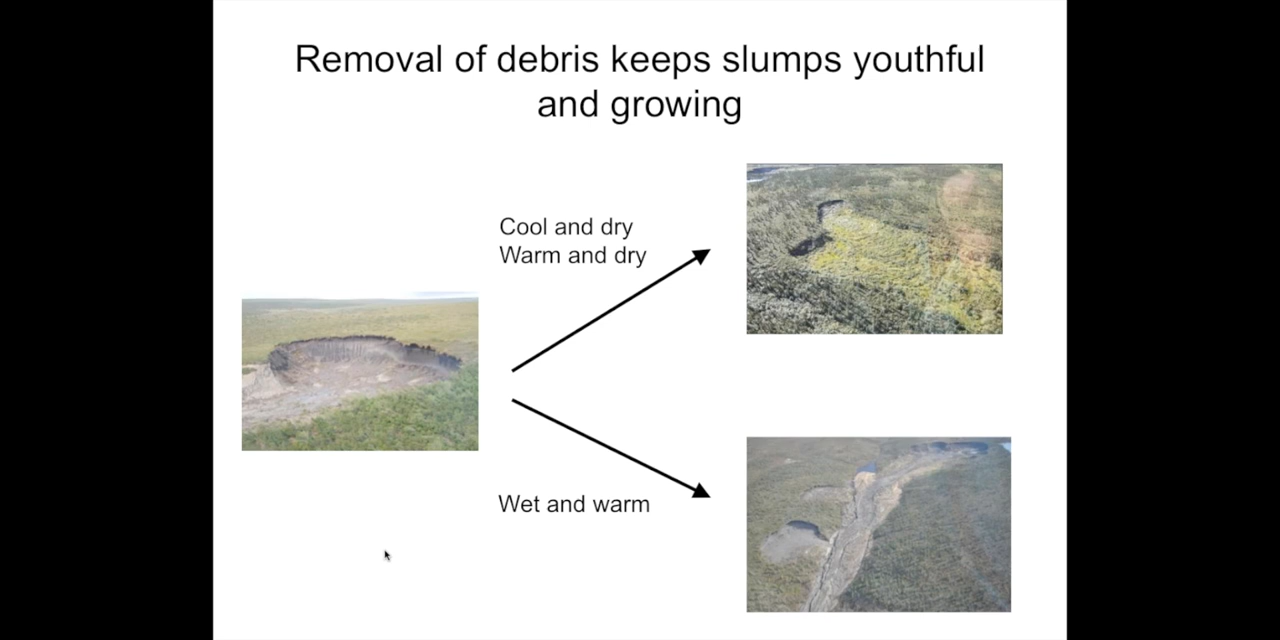 Removal of debris keeps slumps youthful
and growing
Cool and dry
Warm and dry
Wet and warm